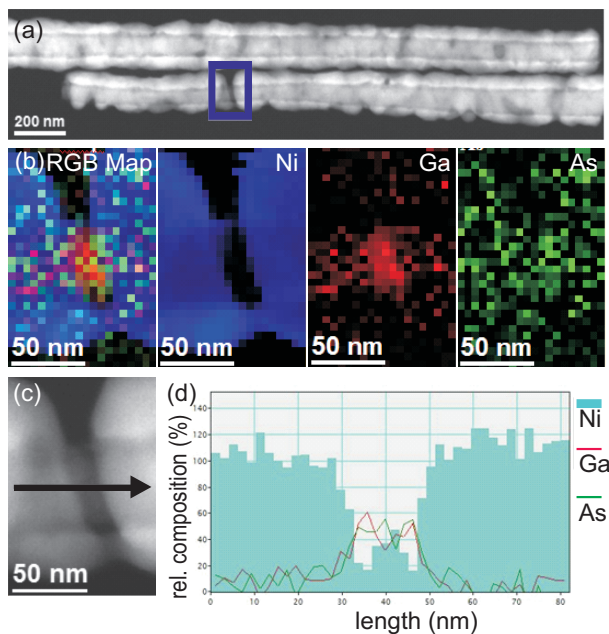 (a)
200 nm
(b) RGB Map
Ni
Ga
As
50 nm
50 nm
50 nm
50 nm
(c)
50 nm
(d)
rel. composition (%)
140
120
100
80
60
40
20
0
0 10 20 30 40 50 60 70 80
length (nm)
Ni
Ga
As